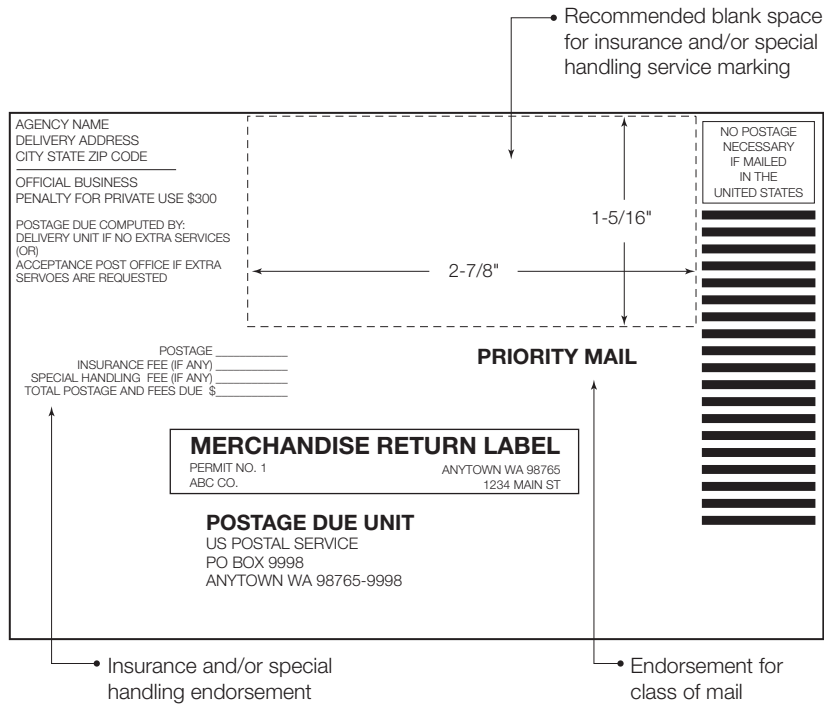 Recommended blank space
for insurance and/or special
handling service marking
AGENCY NAME
DELIVERY ADDRESS
CITY STATE ZIP CODE
OFFICIAL BUSINESS
PENALTY FOR PRIVATE USE $300
POSTAGE DUE COMPUTED BY:
DELIVERY UNIT IF NO EXTRA SERVICES
(OR)
ACCEPTANCE POST OFFICE IF EXTRA
SERVOES ARE REQUESTED
1-5/16"
2-7/8"
NO POSTAGE
NECESSARY
IF MAILED
IN THE
UNITED STATES
POSTAGE ____________
INSURANCE FEE (IF ANY) ____________
SPECIAL HANDLING FEE (IF ANY) ____________
TOTAL POSTAGE AND FEES DUE $____________
PRIORITY MAIL
MERCHANDISE RETURN LABEL
PERMIT NO. 1 ANYTOWN WA 98765
ABC CO. 1234 MAIN ST
POSTAGE DUE UNIT
US POSTAL SERVICE
PO BOX 9998
ANYTOWN WA 98765-9998
Insurance and/or special
handling endorsement
Endorsement for
class of mail